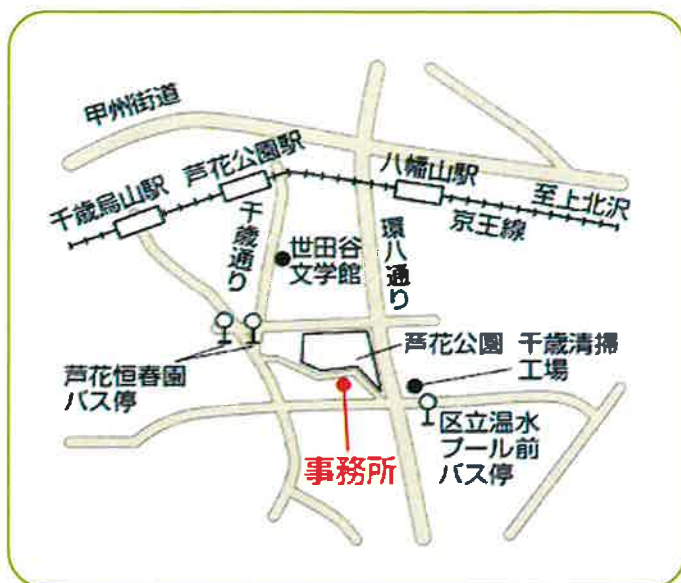 甲州街道
芦花公園駅
八幡山駅
千歳烏山駅
至上北沢
京王線
千歳通り
世田谷
文学館
環八通り
芦花公園
千歳清掃
工場
芦花恒春園
バス停
区立温水
プール前
バス停
事務所